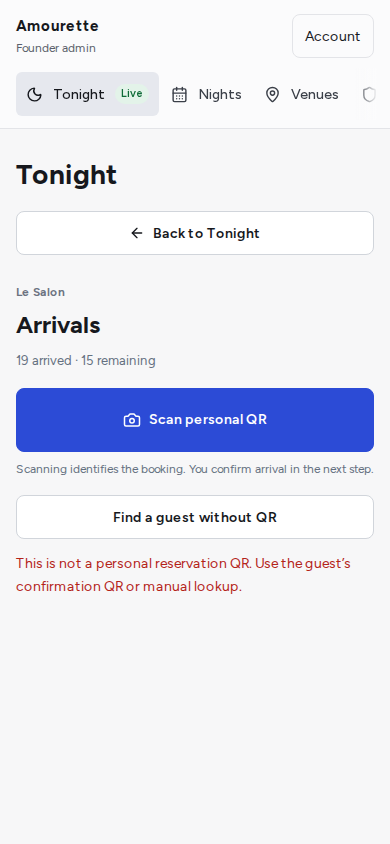 Amourette
Founder admin
Account
Tonight Live Nights Venues
Tonight
Back to Tonight
Le Salon
Arrivals
19 arrived · 15 remaining
Scan personal QR
Scanning identifies the booking. You confirm arrival in the next step.
Find a guest without QR
This is not a personal reservation QR. Use the guest’s
confirmation QR or manual lookup.